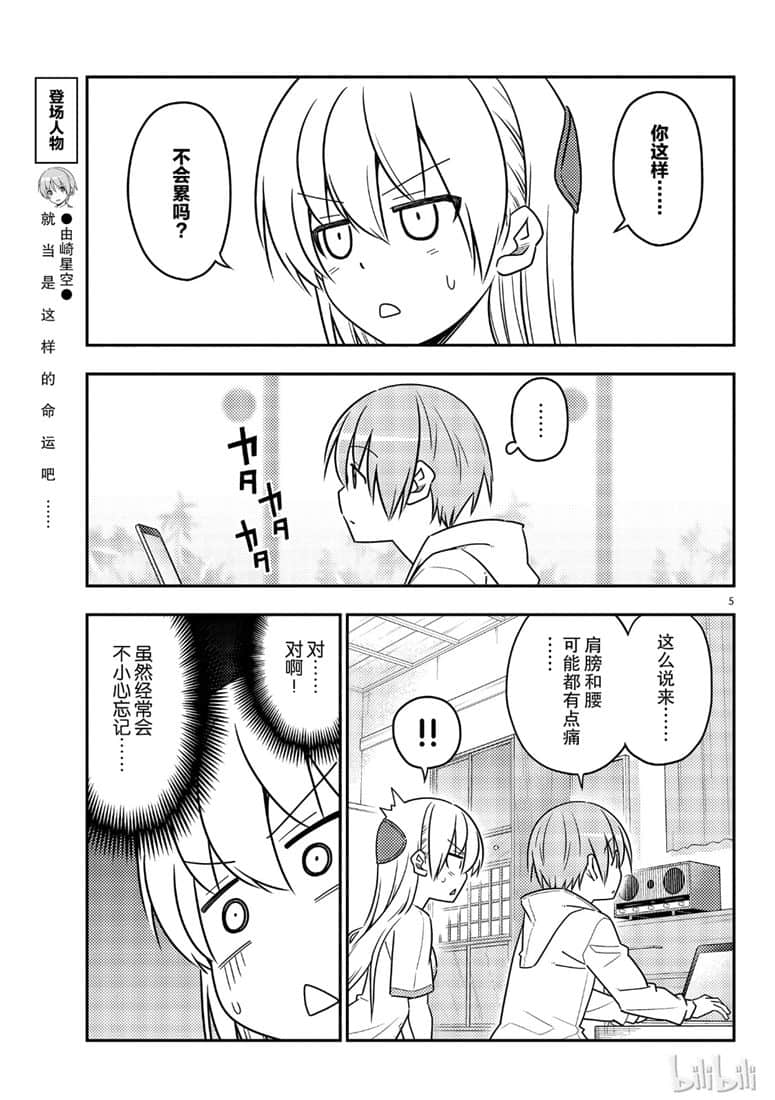 你这样……
不会累吗？
登场人物
●由崎星空●
就当是这样的命运吧……
……
カタ
カタ
カタ
5
这么说来……
肩膀和腰
可能都有点痛
……
!!
对……
对啊！
虽然经常会
不小心忘记
……
bilibili